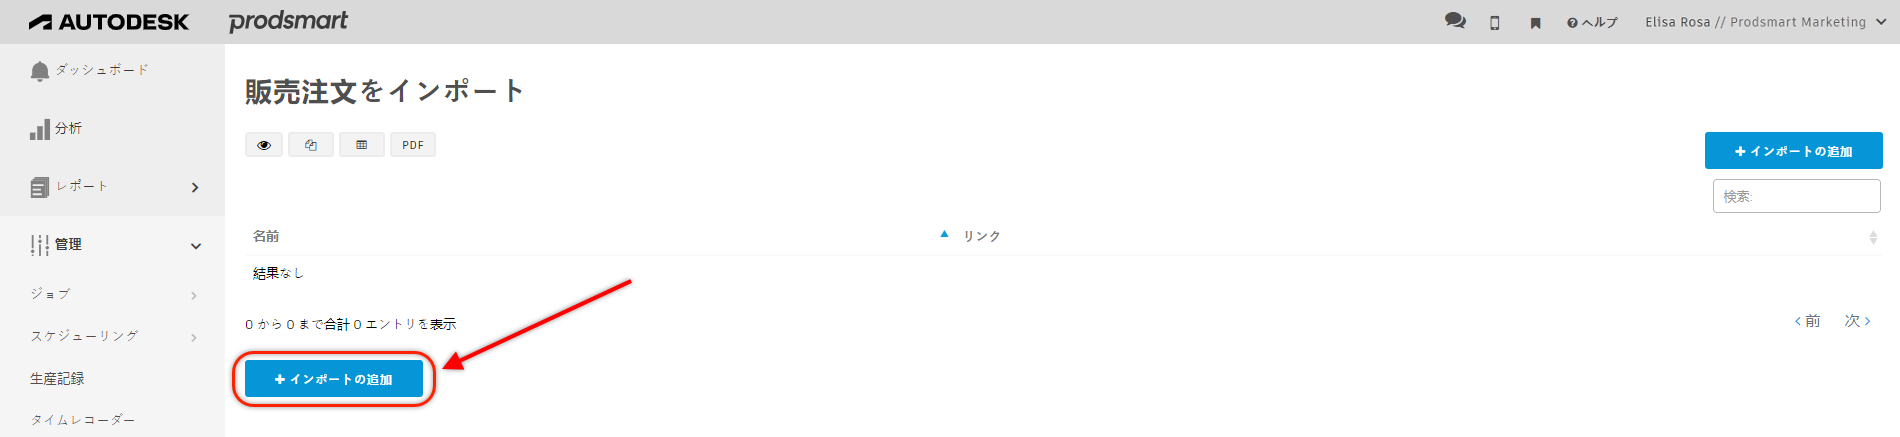 AUTODESK prodsmart ヘルプ Elisa Rosa // Prodsmart Marketing
ダッシュボード
分析
レポート
管理
ジョブ
スケジューリング
生産記録
タイムレコーダー
販売注文をインポート
PDF
インポートの追加
検索:
名前 リンク
結果なし
0 から 0 まで合計 0 エントリを表示
前 次
インポートの追加